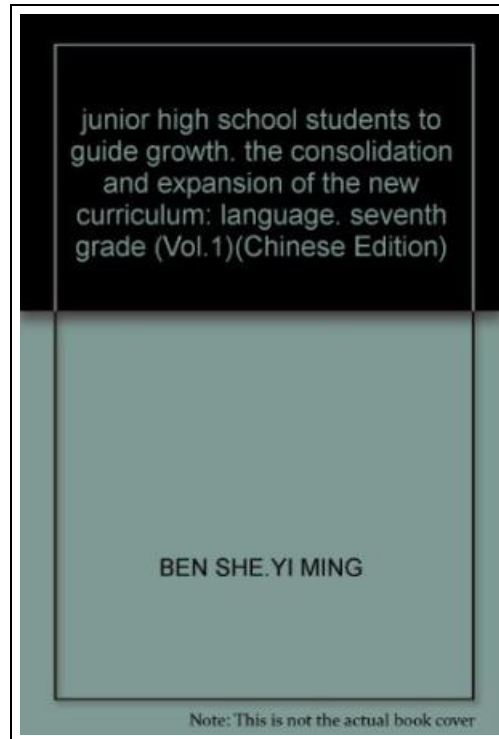 junior high school students to
guide growth. the consolidation
and expansion of the new
curriculum: language. seventh
grade (Vol.1)(Chinese Edition)
BEN SHE.YI MING
Note: This is not the actual book cover